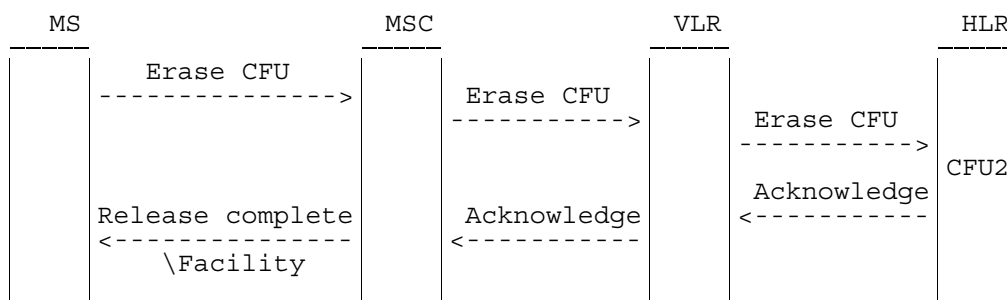 MS MSC VLR HLR
Erase CFU
Erase CFU
Erase CFU
CFU2
Acknowledge
Release complete Acknowledge
\Facility